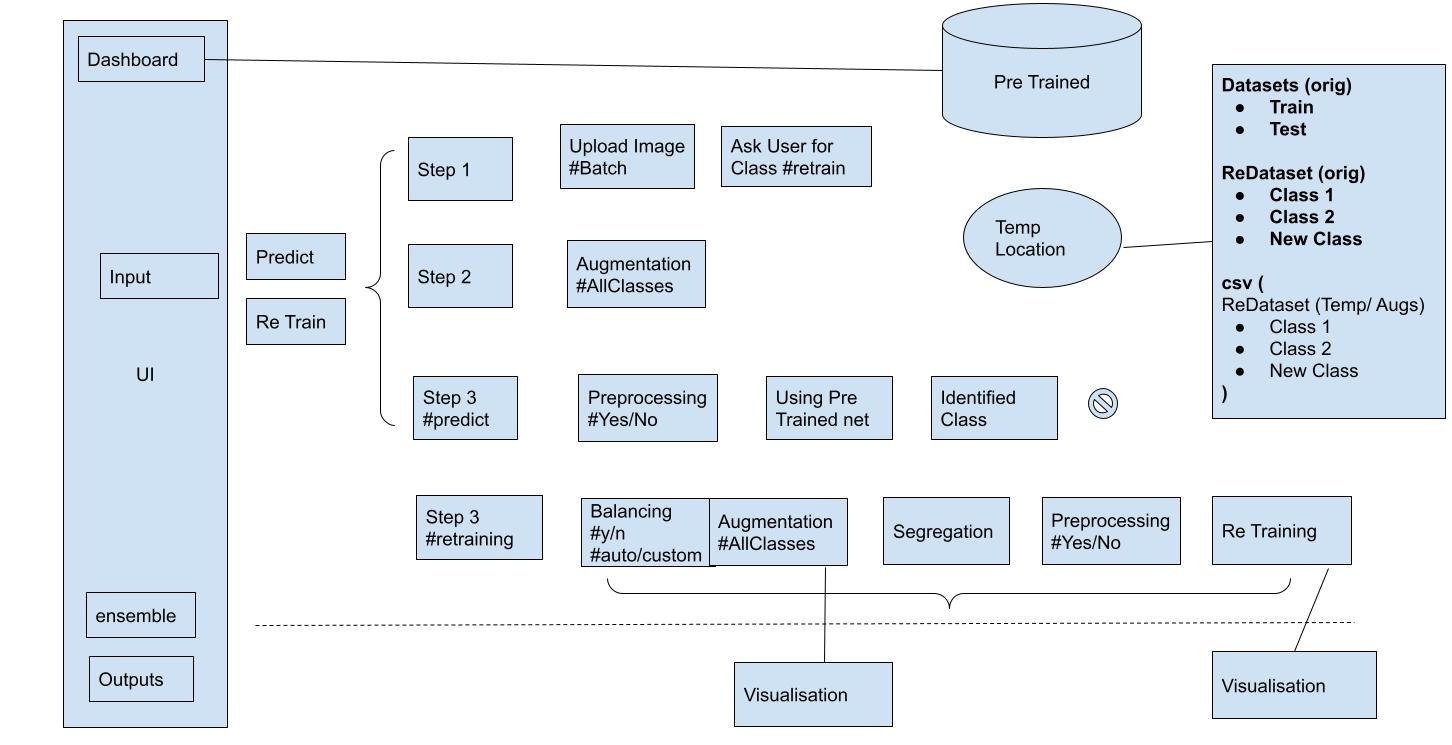 Dashboard
Pre Trained
Datasets (orig)
● Train
● Test
ReDataset (orig)
● Class 1
● Class 2
● New Class
csv (
ReDataset (Temp/ Augs)
● Class 1
● Class 2
● New Class
)
Step 1
Upload Image
#Batch
Ask User for
Class #retrain
Temp
Location
Predict
Input
Re Train
Step 2
Augmentation
#AllClasses
UI
Step 3
#predict
Preprocessing
#Yes/No
Using Pre
Trained net
Identified
Class
Step 3
#retraining
Balancing
#y/n
#auto/custom
Augmentation
#AllClasses
Segregation
Preprocessing
#Yes/No
Re Training
ensemble
Outputs
Visualisation
Visualisation